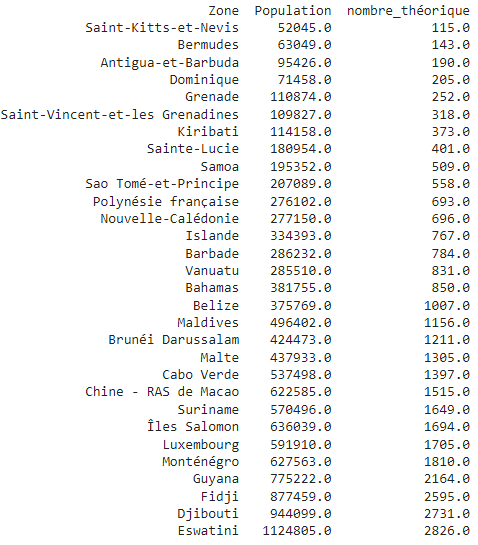 Zone Population nombre_théorique
Saint-Kitts-et-Nevis 52045.0 115.0
Bermudes 63049.0 143.0
Antigua-et-Barbuda 95426.0 190.0
Dominique 71458.0 205.0
Grenade 110874.0 252.0
Saint-Vincent-et-les Grenadines 109827.0 318.0
Kiribati 114158.0 373.0
Sainte-Lucie 180954.0 401.0
Samoa 195352.0 509.0
Sao Tomé-et-Principe 207089.0 558.0
Polynésie française 276102.0 693.0
Nouvelle-Calédonie 277150.0 696.0
Islande 334393.0 767.0
Barbade 286232.0 784.0
Vanuatu 285510.0 831.0
Bahamas 381755.0 850.0
Belize 375769.0 1007.0
Maldives 496402.0 1156.0
Brunéi Darussalam 424473.0 1211.0
Malte 437933.0 1305.0
Cabo Verde 537498.0 1397.0
Chine - RAS de Macao 622585.0 1515.0
Suriname 570496.0 1649.0
Îles Salomon 636039.0 1694.0
Luxembourg 591910.0 1705.0
Monténégro 627563.0 1810.0
Guyana 775222.0 2164.0
Fidji 877459.0 2595.0
Djibouti 944099.0 2731.0
Eswatini 1124805.0 2826.0